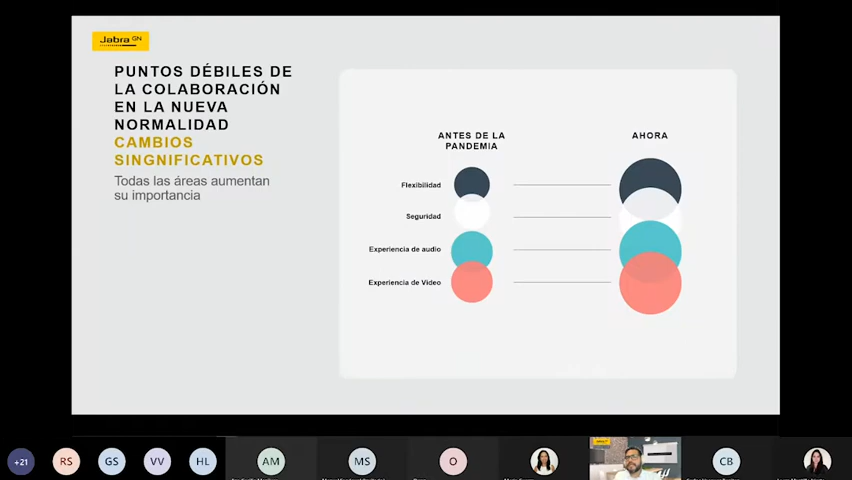 Jabra GN
PUNTOS DÉBILES DE
LA COLABORACIÓN
EN LA NUEVA
NORMALIDAD
CAMBIOS
SINGNIFICATIVOS
Todas las áreas aumentan
su importancia
ANTES DE LA
PANDEMIA
AHORA
Flexibilidad
Seguridad
Experiencia de audio
Experiencia de Video
+21
RS
GS
VV
HL
AM
MS
O
CB